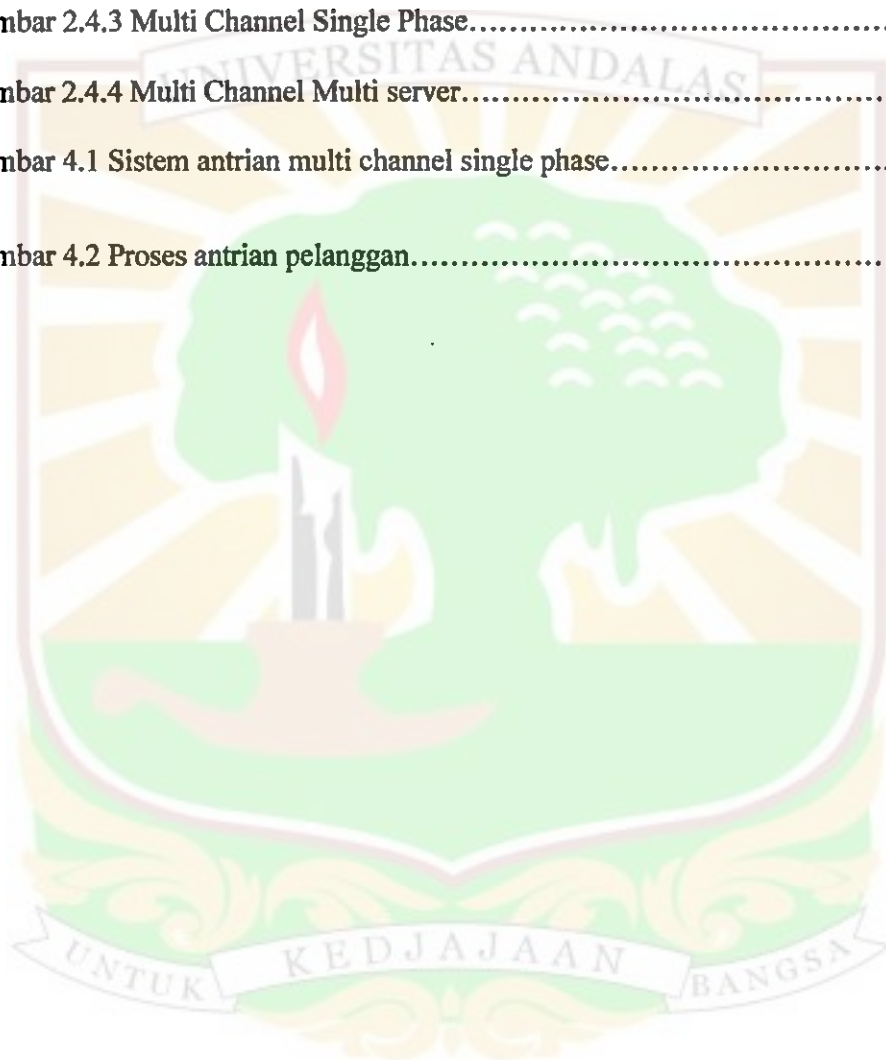 mbar 2.4.3 Multi Channel Single Phase……………………………………
UNIVERSITAS ANDALAS
mbar 2.4.4 Multi Channel Multi server……………………………………
mbar 4.1 Sistem antrian multi channel single phase……………………
mbar 4.2 Proses antrian pelanggan…………………………………………
UNTUK KEDJAJAAN BANGSA